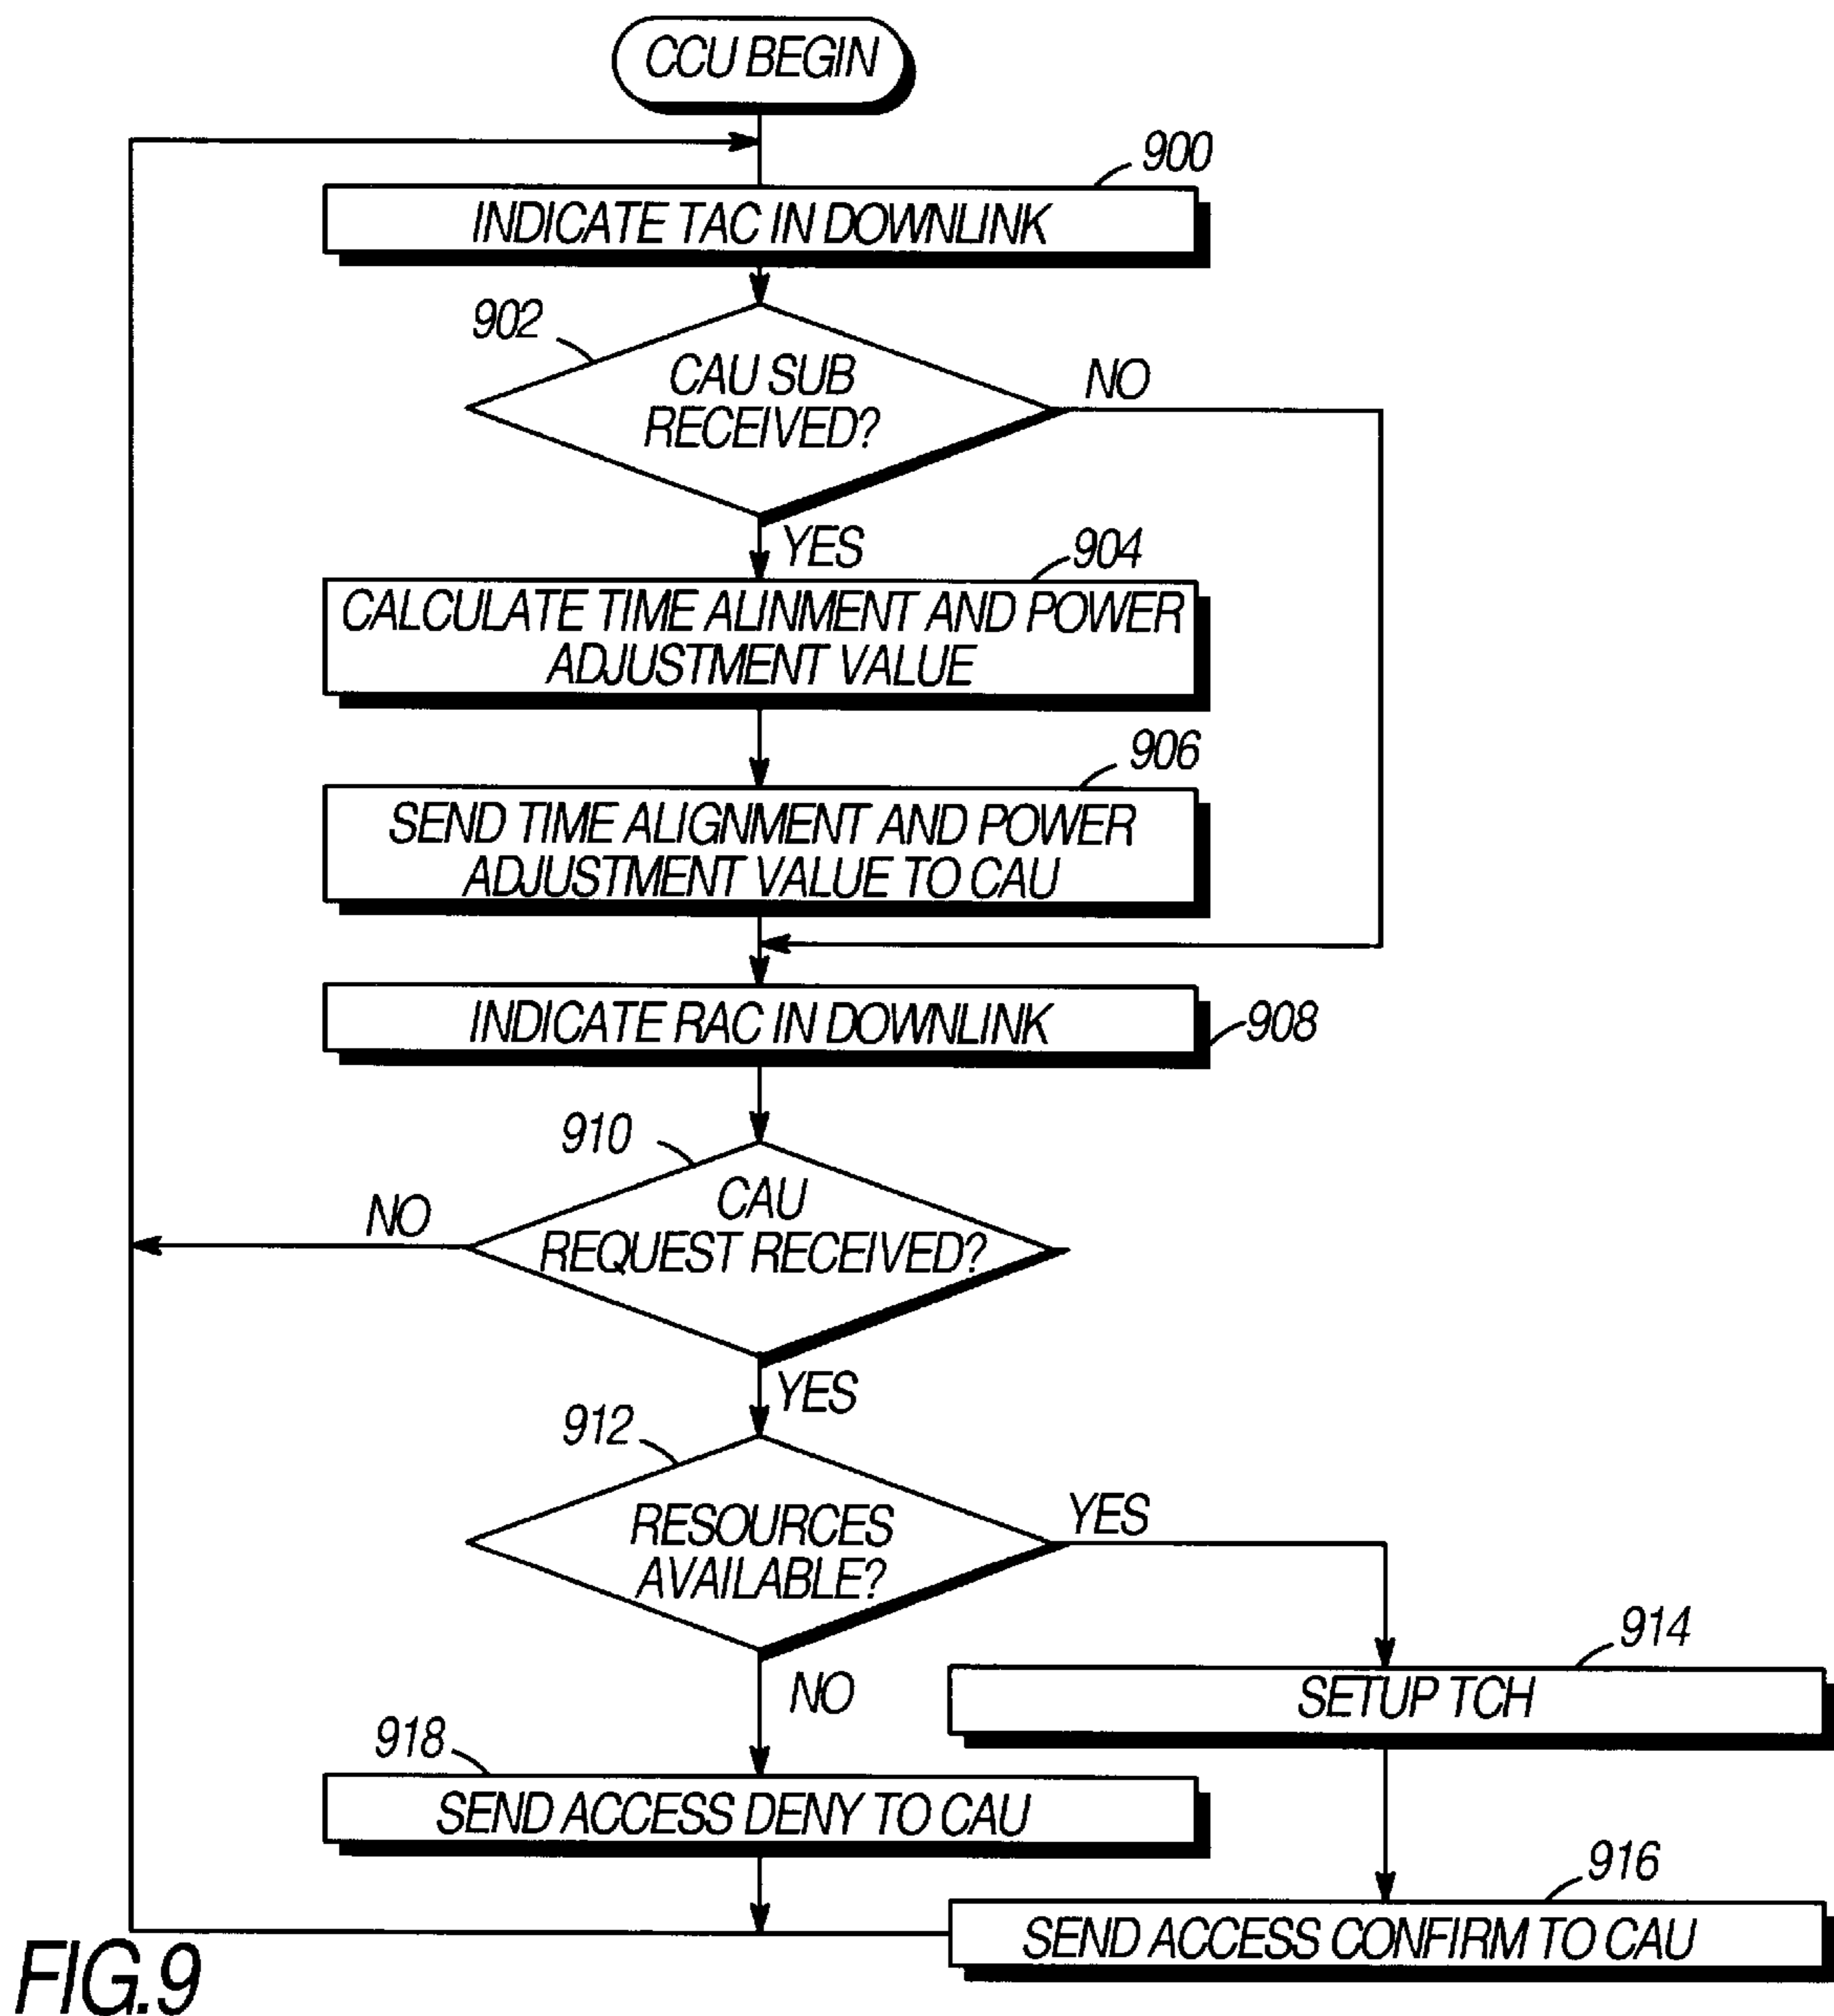 CCU BEGIN
900
INDICATE TAC IN DOWNLINK
902
CAU SUB
RECEIVED?
NO
YES
904
CALCULATE TIME ALINMENT AND POWER
ADJUSTMENT VALUE
906
SEND TIME ALIGNMENT AND POWER
ADJUSTMENT VALUE TO CAU
INDICATE RAC IN DOWNLINK
908
910
CAU
REQUEST RECEIVED?
NO
YES
912
RESOURCES
AVAILABLE?
YES
NO
914
SETUP TCH
918
SEND ACCESS DENY TO CAU
916
SEND ACCESS CONFIRM TO CAU
FIG.9